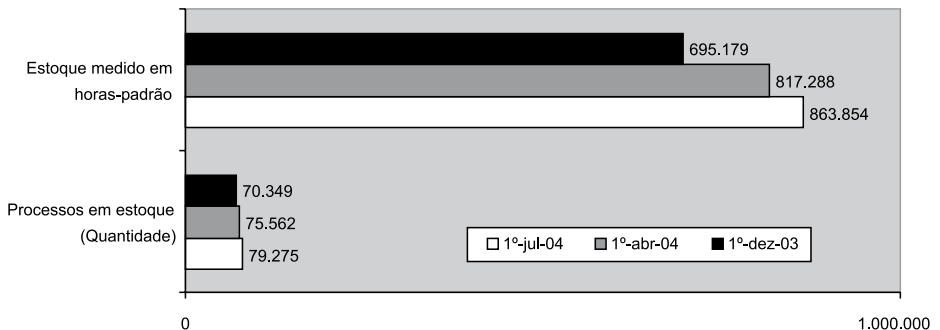 Estoque medido em
horas-padrão
695.179
817.288
863.854
Processos em estoque
(Quantidade)
70.349
75.562
79.275
1º-jul-04 1º-abr-04 1º-dez-03
0 1.000.000